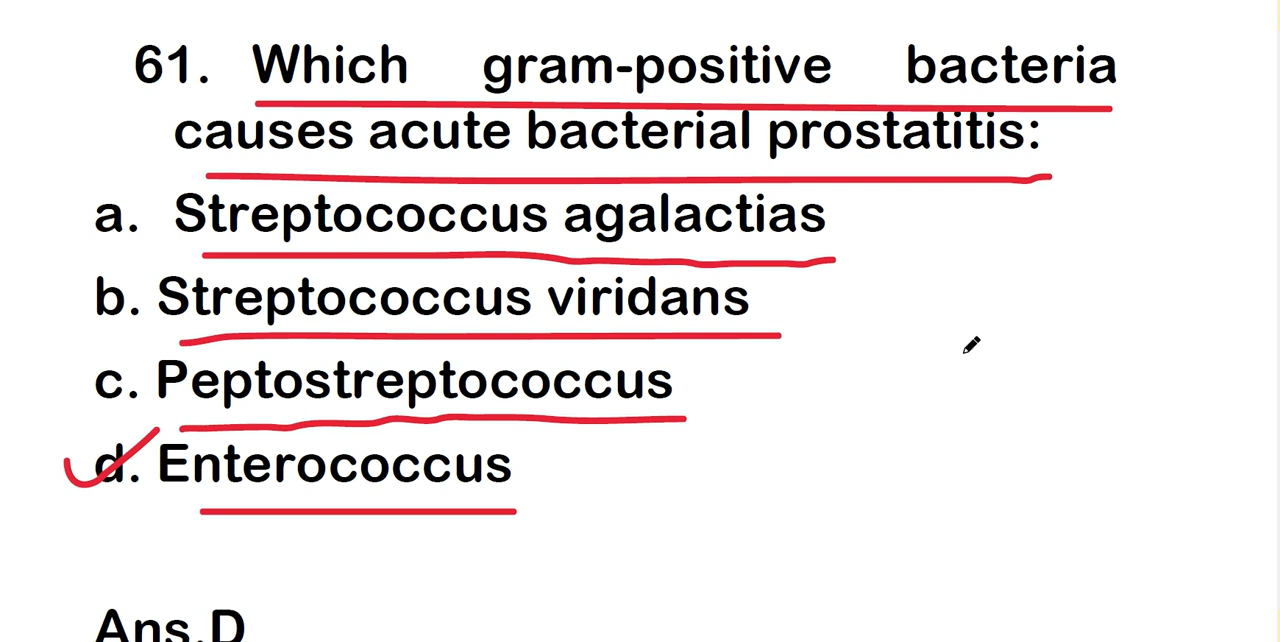 61. Which gram-positive bacteria
causes acute bacterial prostatitis:
a. Streptococcus agalactias
b. Streptococcus viridans
c. Peptostreptococcus
d. Enterococcus
Ans.D